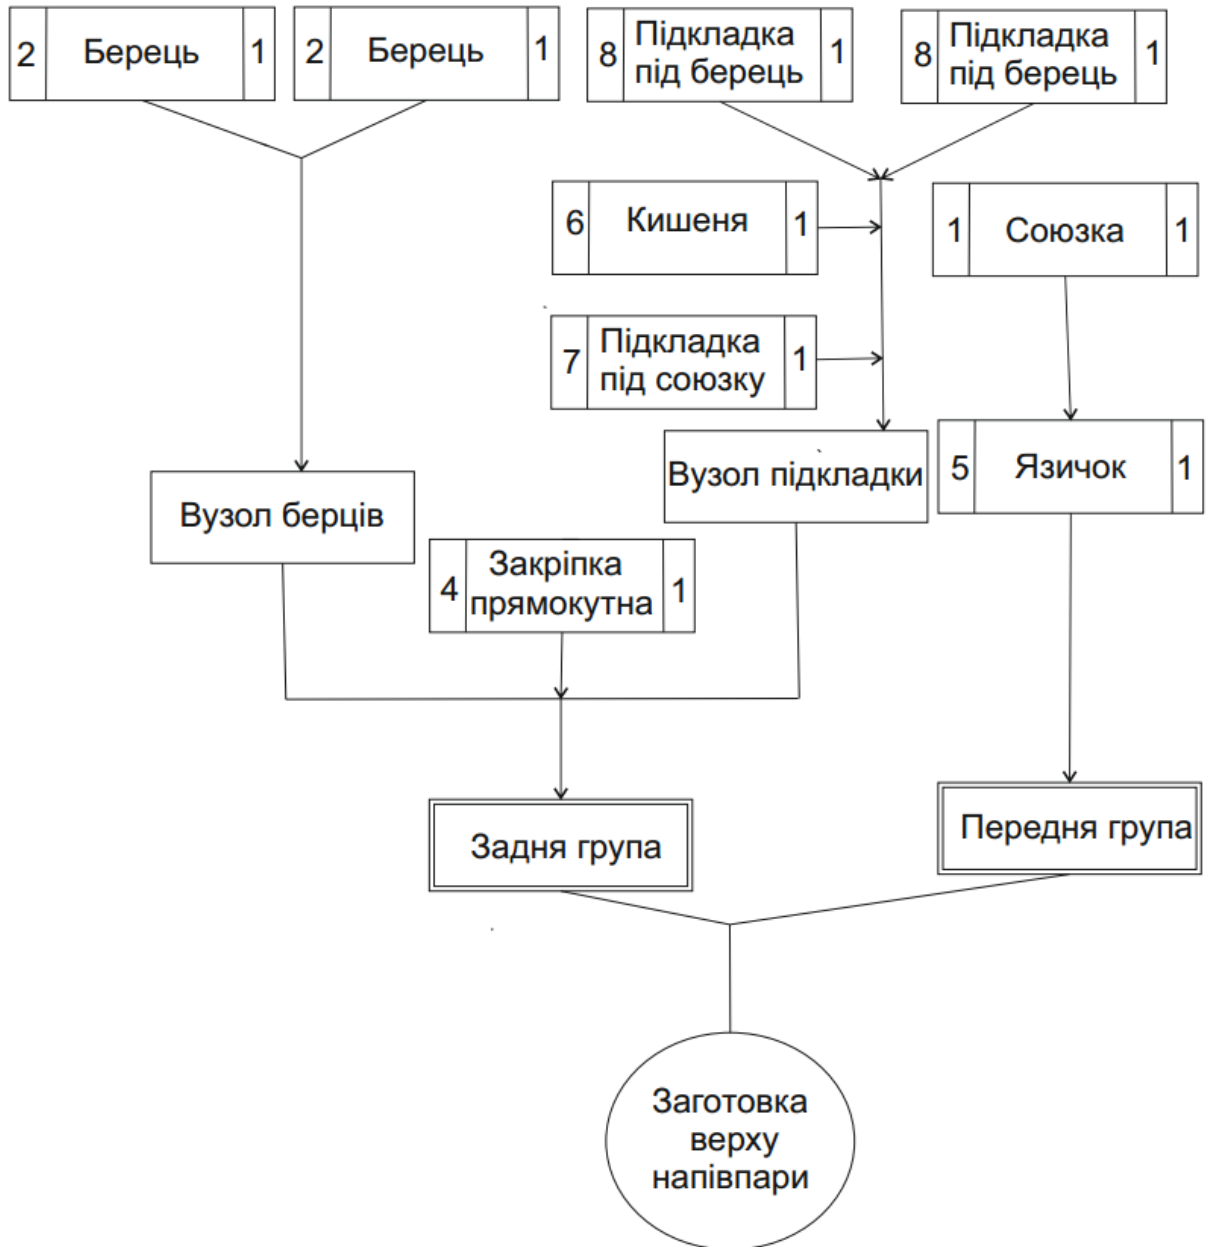 2 Берець 1
2 Берець 1
8 Підкладка під берець 1
8 Підкладка під берець 1
6 Кишеня 1
1 Союзка 1
7 Підкладка під союзку 1
5 Язичок 1
Вузол підкладки
Вузол берців
4 Закріпка прямокутна 1
Задня група
Передня група
Заготовка
верху
напівпари